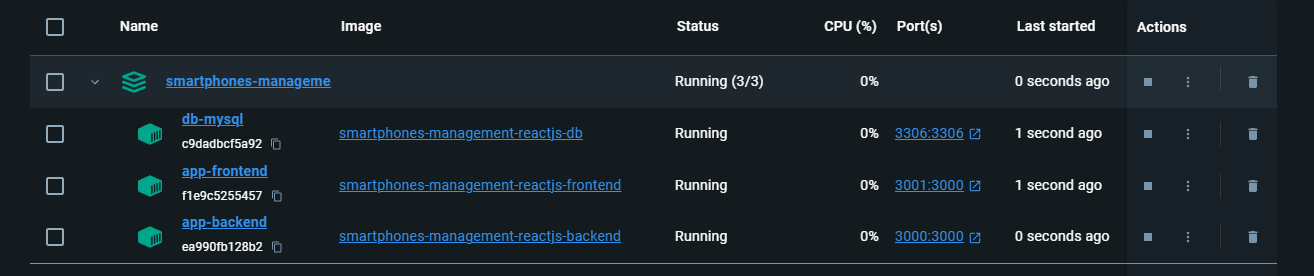 Name Image Status CPU (%) Port(s) Last started Actions
smartphones-manageme Running (3/3) 0% 0 seconds ago
db-mysql
c9dadbcf5a92 smartphones-management-reactjs-db Running 0% 3306:3306 1 second ago
app-frontend
f1e9c5255457 smartphones-management-reactjs-frontend Running 0% 3001:3000 1 second ago
app-backend
ea990fb128b2 smartphones-management-reactjs-backend Running 0% 3000:3000 0 seconds ago